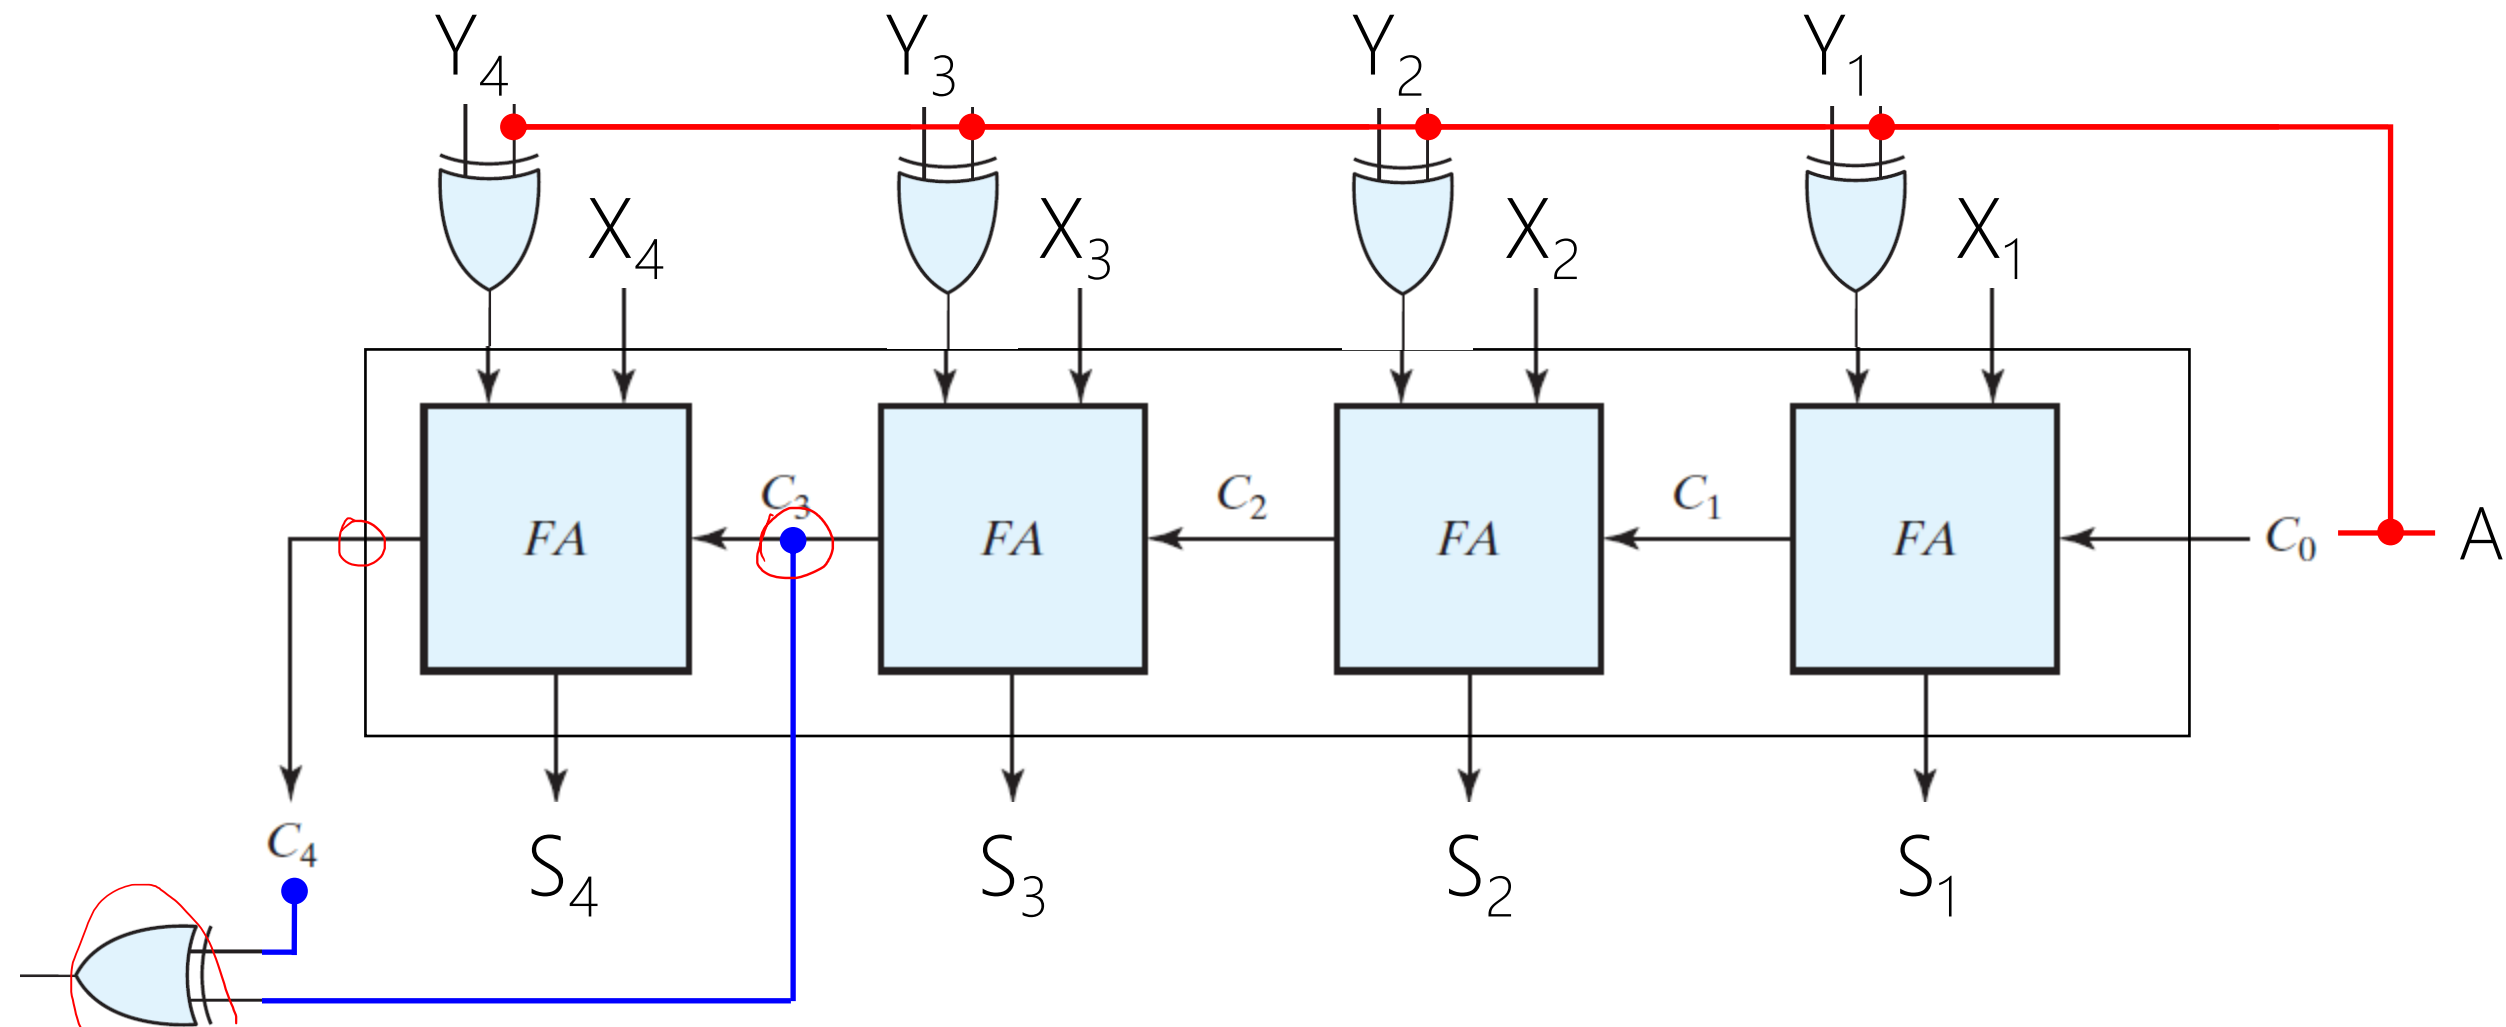 Y4 Y3 Y2 Y1
X4 X3 X2 X1
C3 C2 C1
FA FA FA FA C0 A
C4 S4 S3 S2 S1